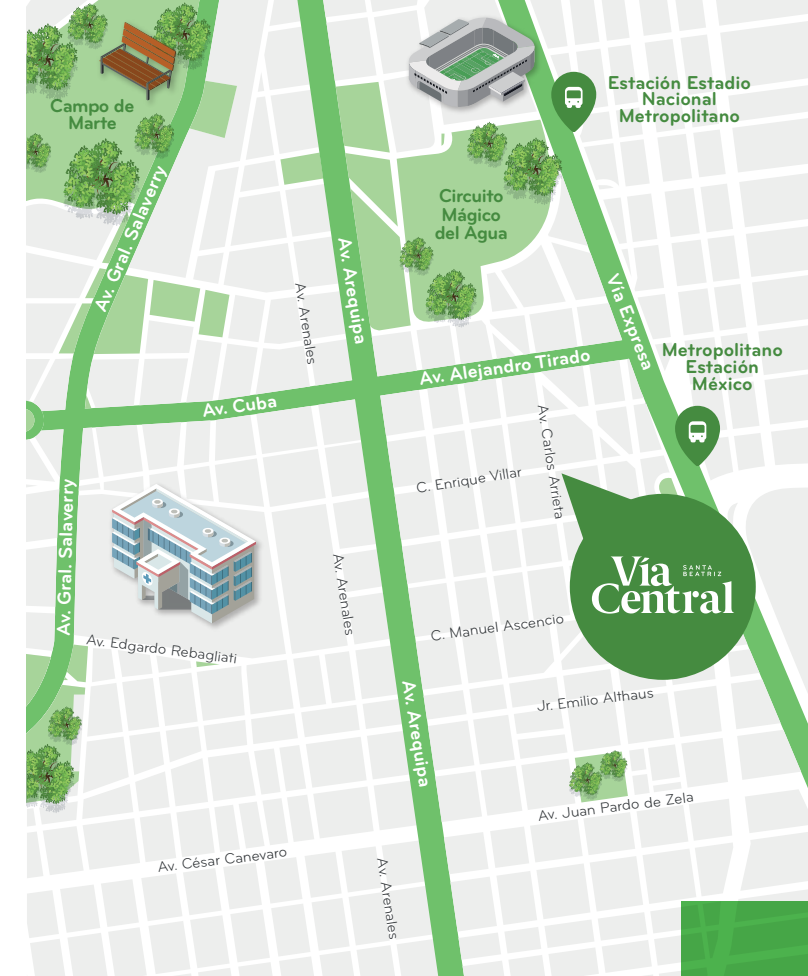 Estación Estadio
Nacional
Metropolitano
Campo de
Marte
Av. Gral. Salaverry
Circuito
Mágico
del Agua
Av. Arequipa
Av. Arenales
Vía Expresa
Metropolitano
Estación
México
Av. Alejandro Tirado
Av. Cuba
Av. Carlos Arrieta
C. Enrique Villar
Av. Gral. Salaverry
Vía
SANTA
BEATRIZ
Central
Av. Arenales
C. Manuel Ascencio
Av. Edgardo Rebagliati
Jr. Emilio Althaus
Av. Arequipa
Av. Juan Pardo de Zela
Av. César Canevaro
Av. Arenales